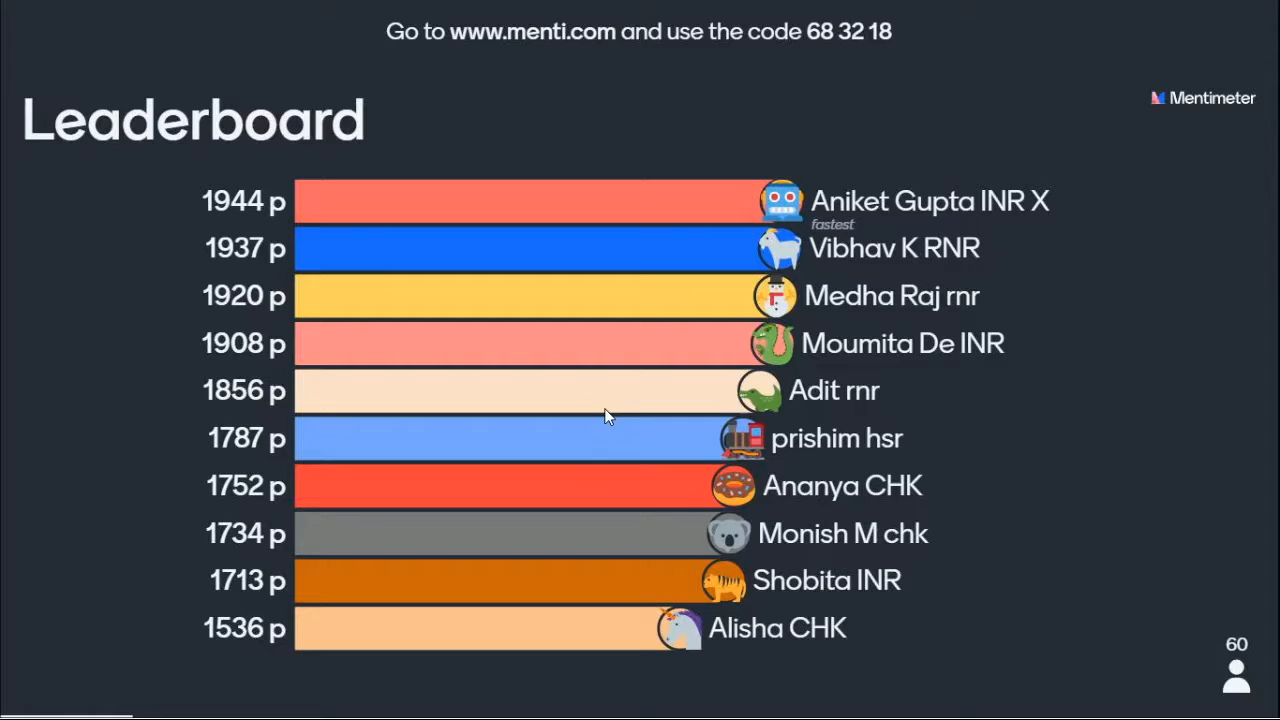 Go to www.menti.com and use the code 68 32 18
Mentimeter
Leaderboard
1944 p Aniket Gupta INR X
fastest
1937 p Vibhav K RNR
1920 p Medha Raj rnr
1908 p Moumita De INR
1856 p Adit rnr
1787 p prishim hsr
1752 p Ananya CHK
1734 p Monish M chk
1713 p Shobita INR
1536 p Alisha CHK
60